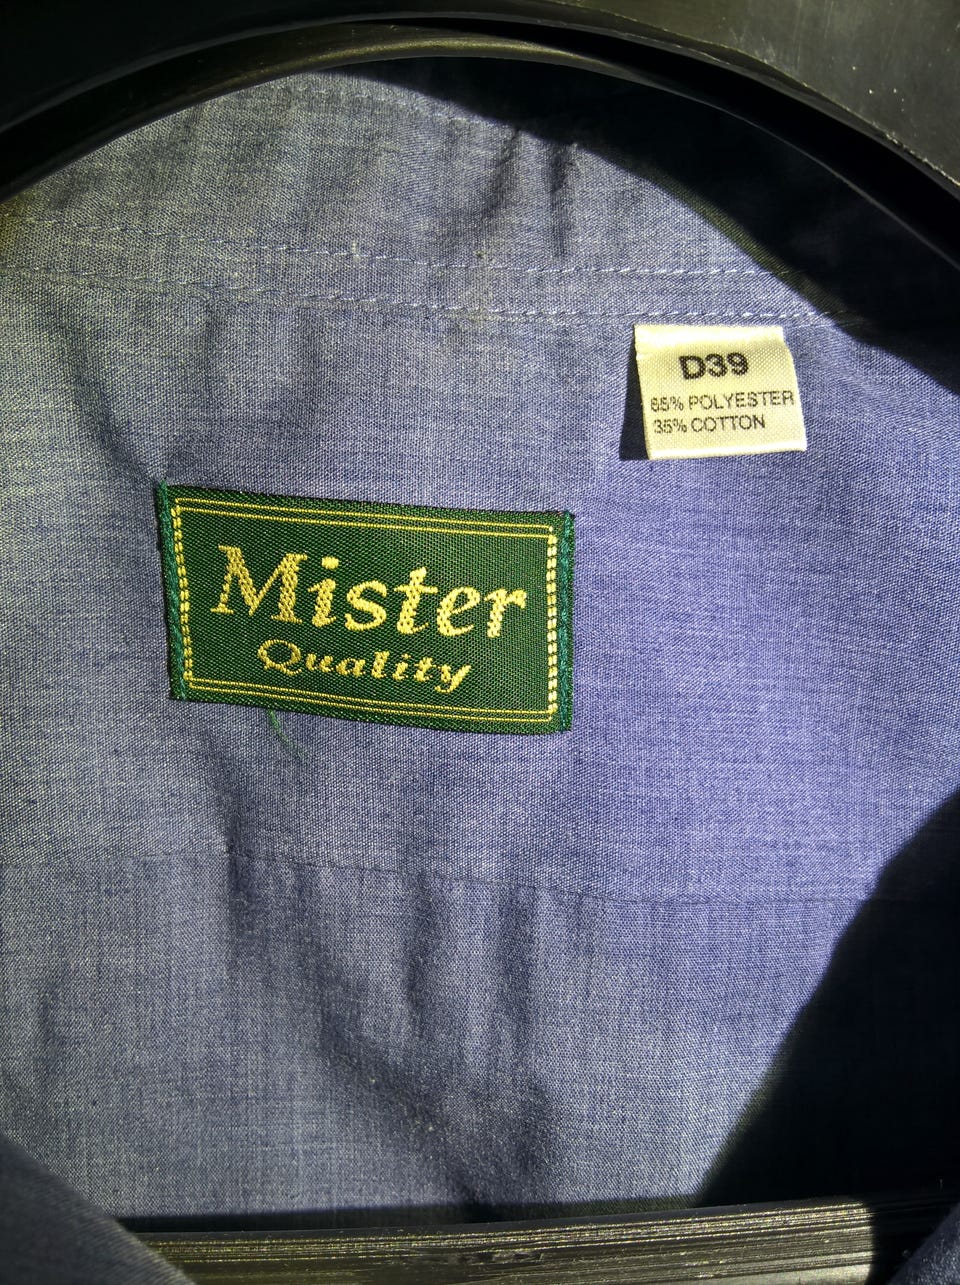 D39
65% POLYESTER
35% COTTON
Mister
Quality